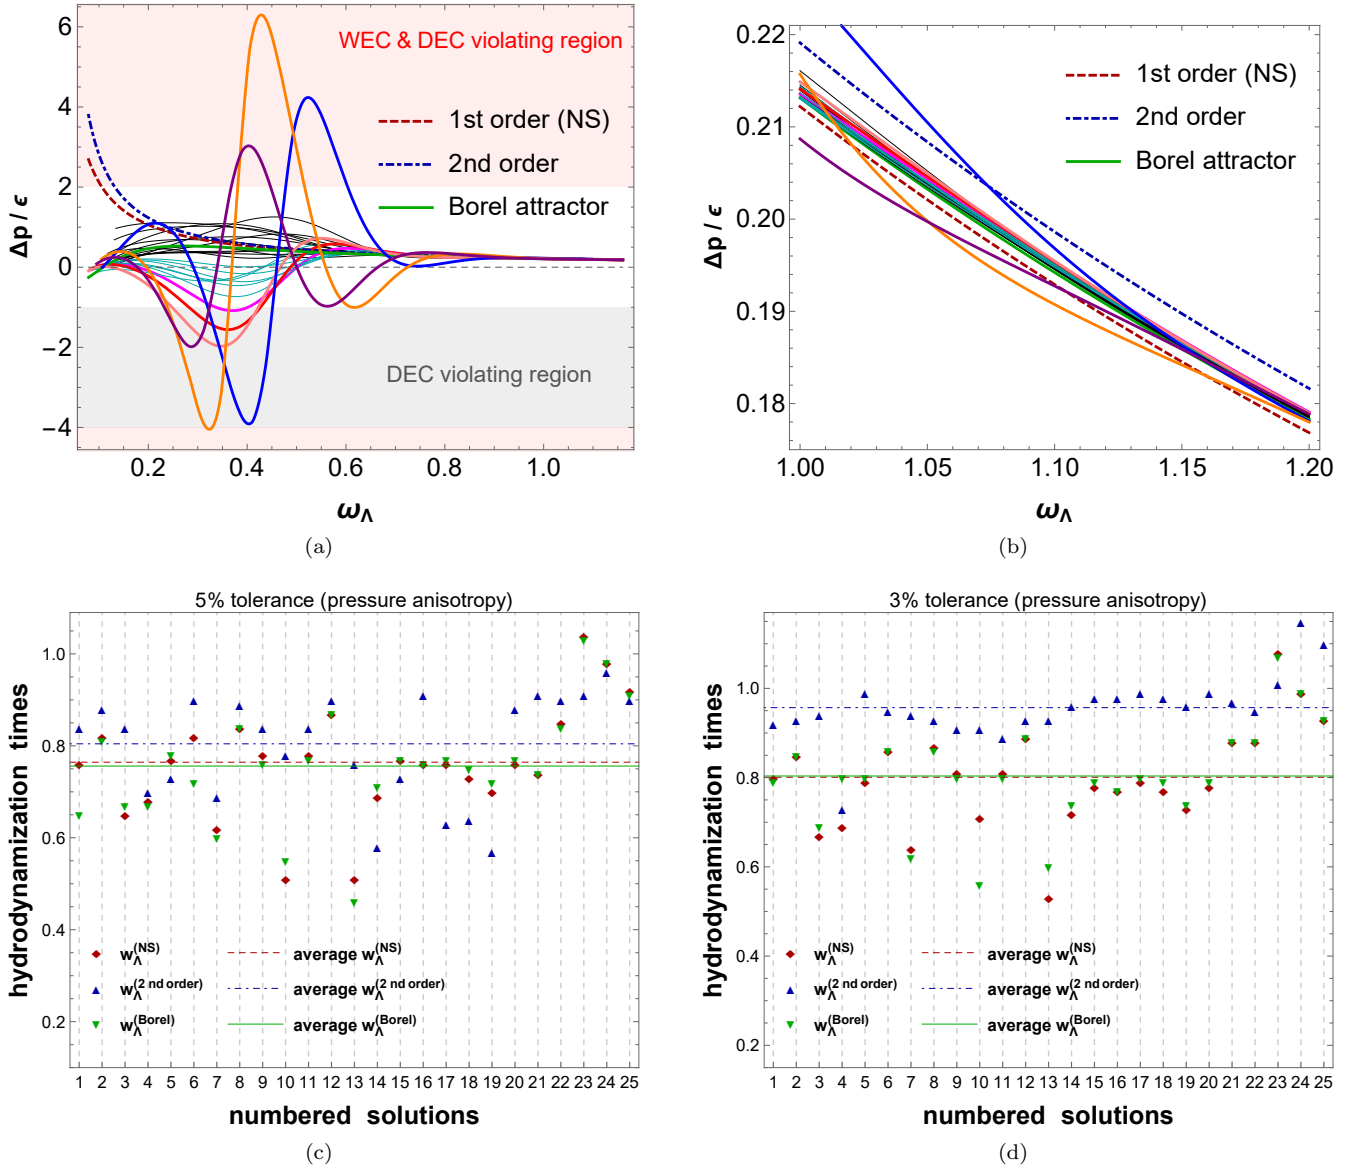 WEC & DEC violating region
1st order (NS)
2nd order
Borel attractor
DEC violating region
6
4
2
0
−2
−4
Δp / ϵ
0.2 0.4 0.6 0.8 1.0
ω_Λ
(a)
0.22
0.21
0.20
0.19
0.18
Δp / ϵ
1st order (NS)
2nd order
Borel attractor
1.00 1.05 1.10 1.15 1.20
ω_Λ
(b)
5% tolerance (pressure anisotropy)
hydrodynamization times
1.0
0.8
0.6
0.4
0.2
w_Λ^(NS) average w_Λ^(NS)
w_Λ^(2 nd order) average w_Λ^(2 nd order)
w_Λ^(Borel) average w_Λ^(Borel)
1 2 3 4 5 6 7 8 9 10 11 12 13 14 15 16 17 18 19 20 21 22 23 24 25
numbered solutions
(c)
3% tolerance (pressure anisotropy)
hydrodynamization times
1.0
0.8
0.6
0.4
0.2
w_Λ^(NS) average w_Λ^(NS)
w_Λ^(2 nd order) average w_Λ^(2 nd order)
w_Λ^(Borel) average w_Λ^(Borel)
1 2 3 4 5 6 7 8 9 10 11 12 13 14 15 16 17 18 19 20 21 22 23 24 25
numbered solutions
(d)